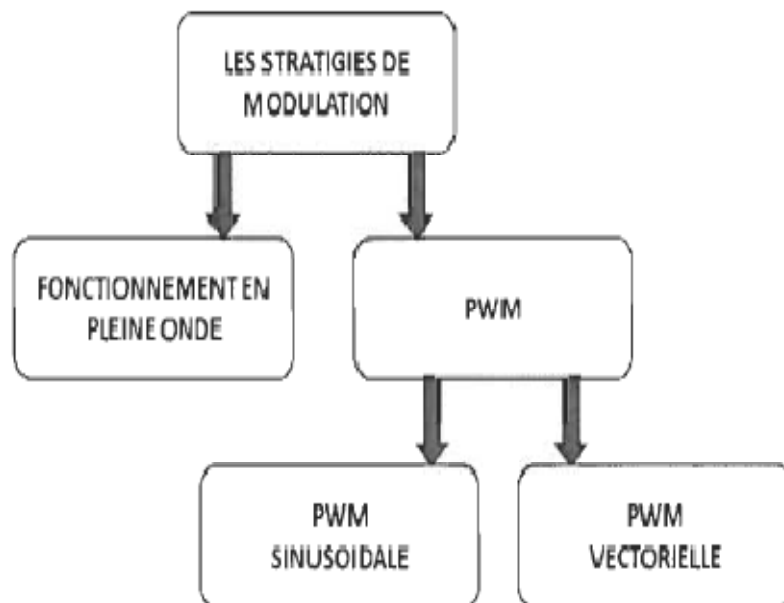 LES STRATIGIES DE
MODULATION
FONCTIONNEMENT EN
PLEINE ONDE
PWM
PWM
SINUSOIDALE
PWM
VECTORIELLE